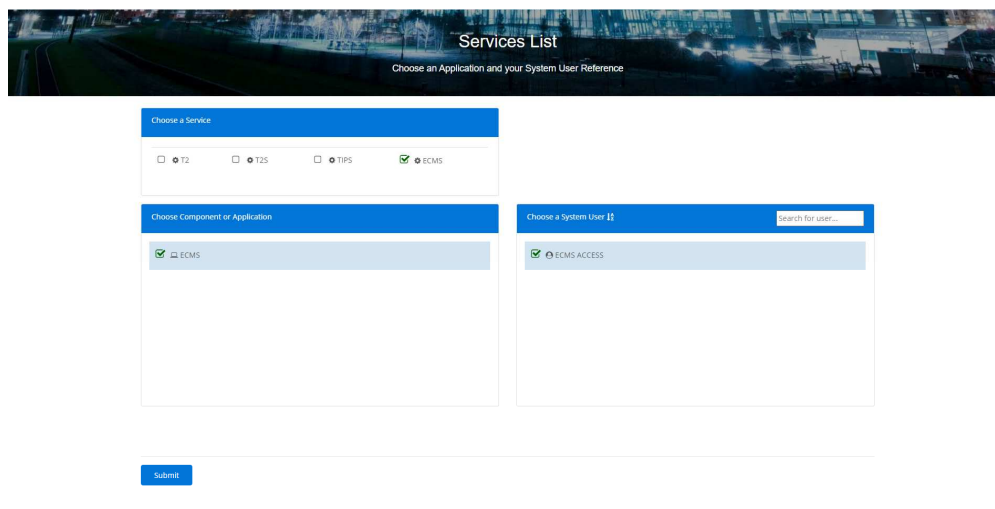 Services List
Choose an Application and your System User Reference
Choose a Service
T2 T2S TIPS ECMS
Choose Component or Application
ECMS
Choose a System User
Search for user...
ECMS ACCESS
Submit